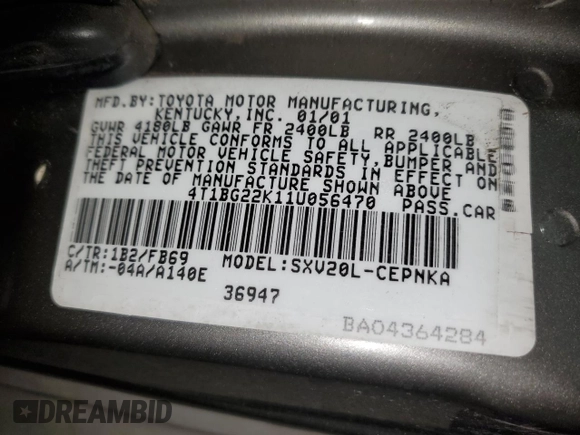 MFD.BY:TOYOTA MOTOR MANUFACTURING,
KENTUCKY,INC. 01/01
GVWR 4180LB GAWR FR 2400LB RR 2400LB
THIS VEHICLE CONFORMS TO ALL APPLICABLE
FEDERAL MOTOR VEHICLE SAFETY,BUMPER AND
THEFT PREVENTION STANDARDS IN EFFECT ON
THE DATE OF MANUFACTURE SHOWN ABOVE
4T1BG22K11U056470 PASS.CAR
C/TR:1B2/FB69 MODEL:SXV20L-CEPNKA
A/TM:-04A/A140E
36947
BA04364284
DREAMBID